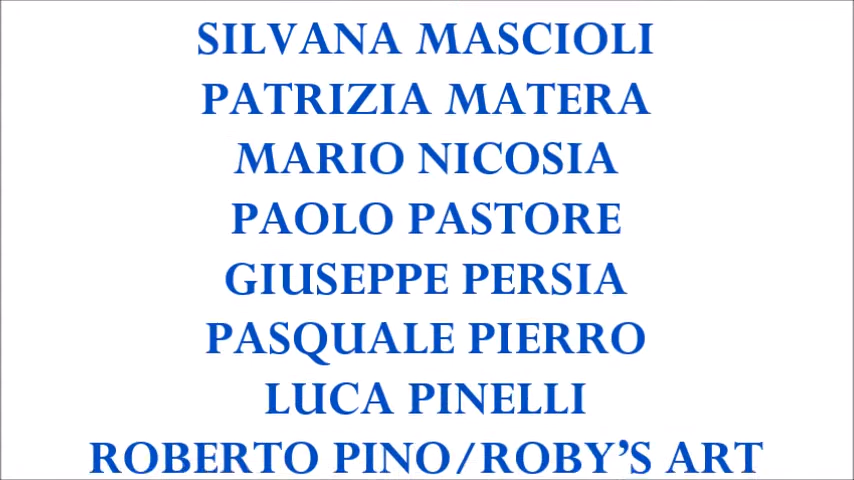 SILVANA MASCIOLI
PATRIZIA MATERA
MARIO NICOSIA
PAOLO PASTORE
GIUSEPPE PERSIA
PASQUALE PIERRO
LUCA PINELLI
ROBERTO PINO/ROBY’S ART